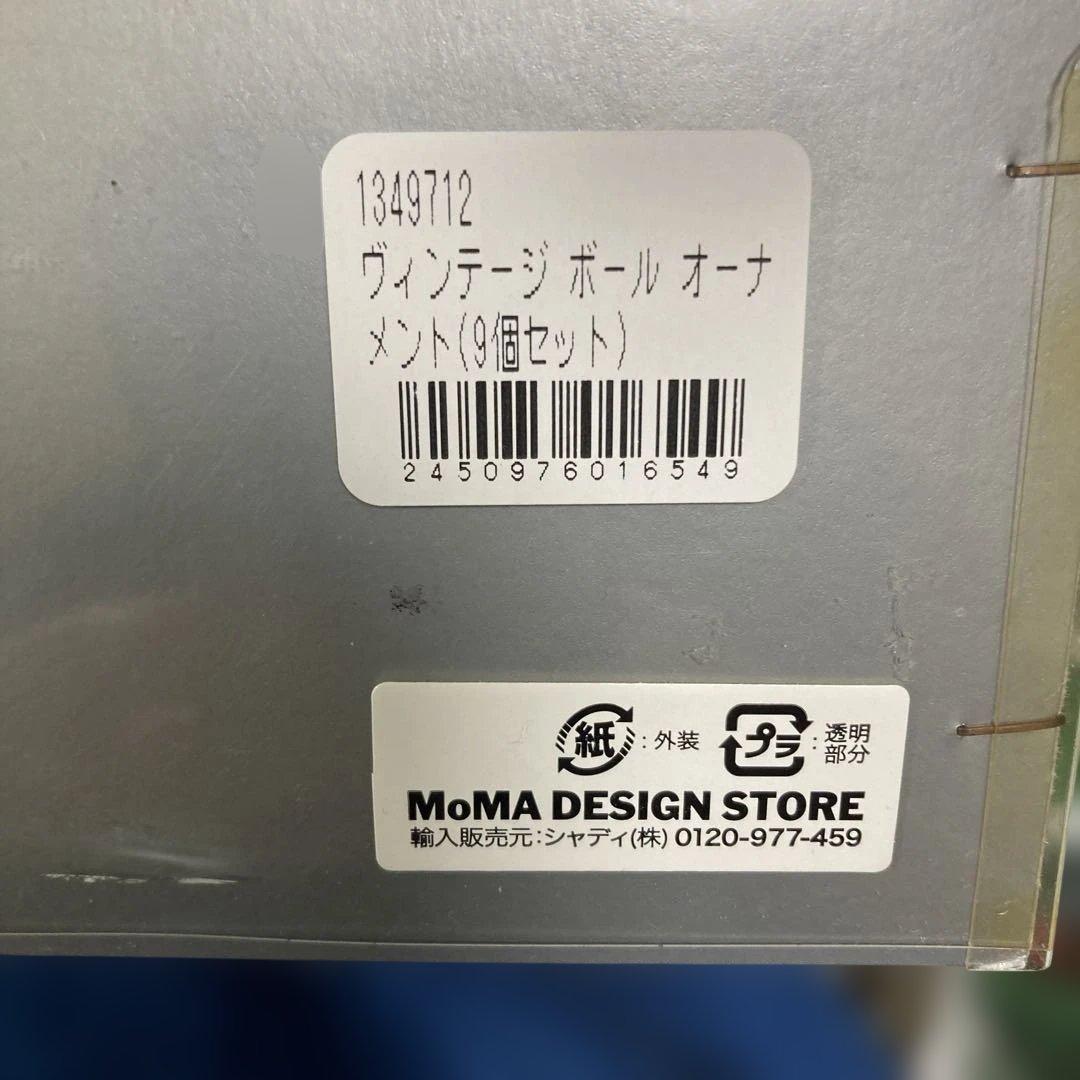 1349712
ヴィンテージ ボール オーナ
メント(9個セット)
2450976016549
紙:外装 プラ:透明
部分
MoMA DESIGN STORE
輸入販売元:シャディ(株) 0120-977-459